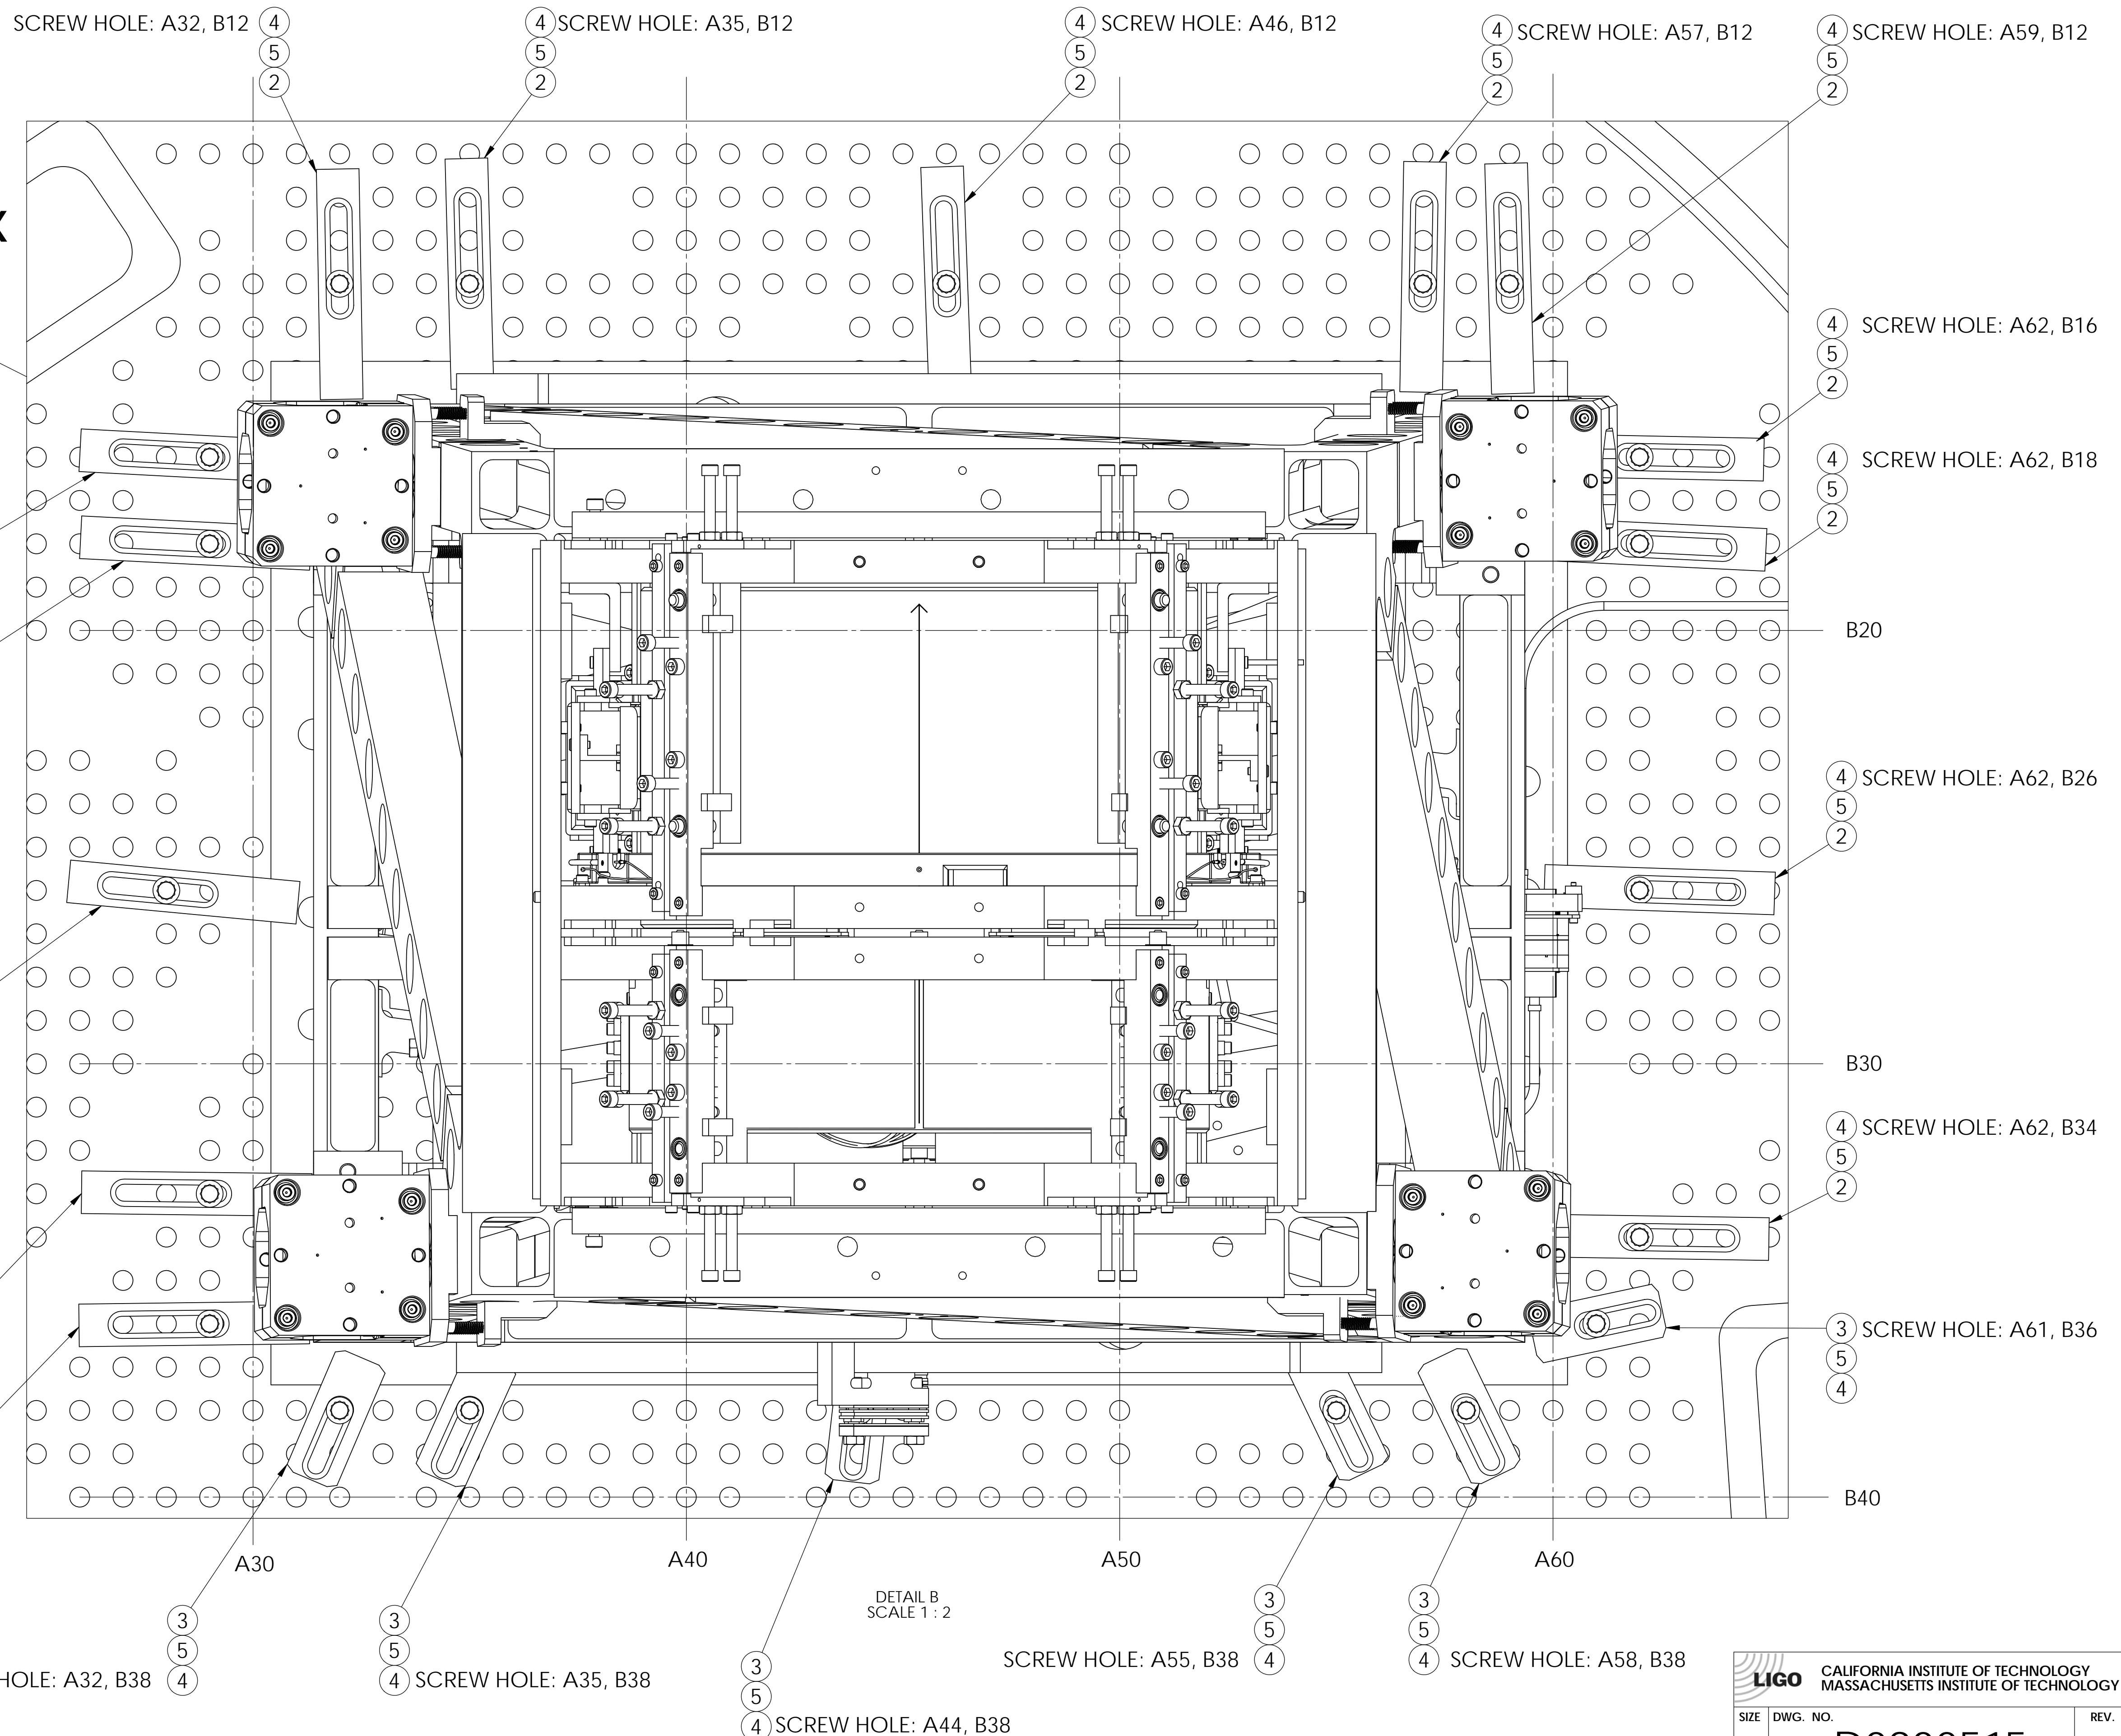 SCREW HOLE: A32, B12
4
5
2
4 SCREW HOLE: A35, B12
5
2
4 SCREW HOLE: A46, B12
5
2
4 SCREW HOLE: A57, B12
5
2
4 SCREW HOLE: A59, B12
5
2
X
4 SCREW HOLE: A62, B16
5
2
4 SCREW HOLE: A62, B18
5
2
B20
4 SCREW HOLE: A62, B26
5
2
B30
4 SCREW HOLE: A62, B34
5
2
3 SCREW HOLE: A61, B36
5
4
B40
A30
A40
A50
A60
DETAIL B
SCALE 1 : 2
3
5
HOLE: A32, B38 4
3
5
4 SCREW HOLE: A35, B38
3
5
4 SCREW HOLE: A44, B38
3
5
SCREW HOLE: A55, B38 4
3
5
4 SCREW HOLE: A58, B38
LIGO
CALIFORNIA INSTITUTE OF TECHNOLOGY
MASSACHUSETTS INSTITUTE OF TECHNOLOGY
SIZE DWG. NO. REV.